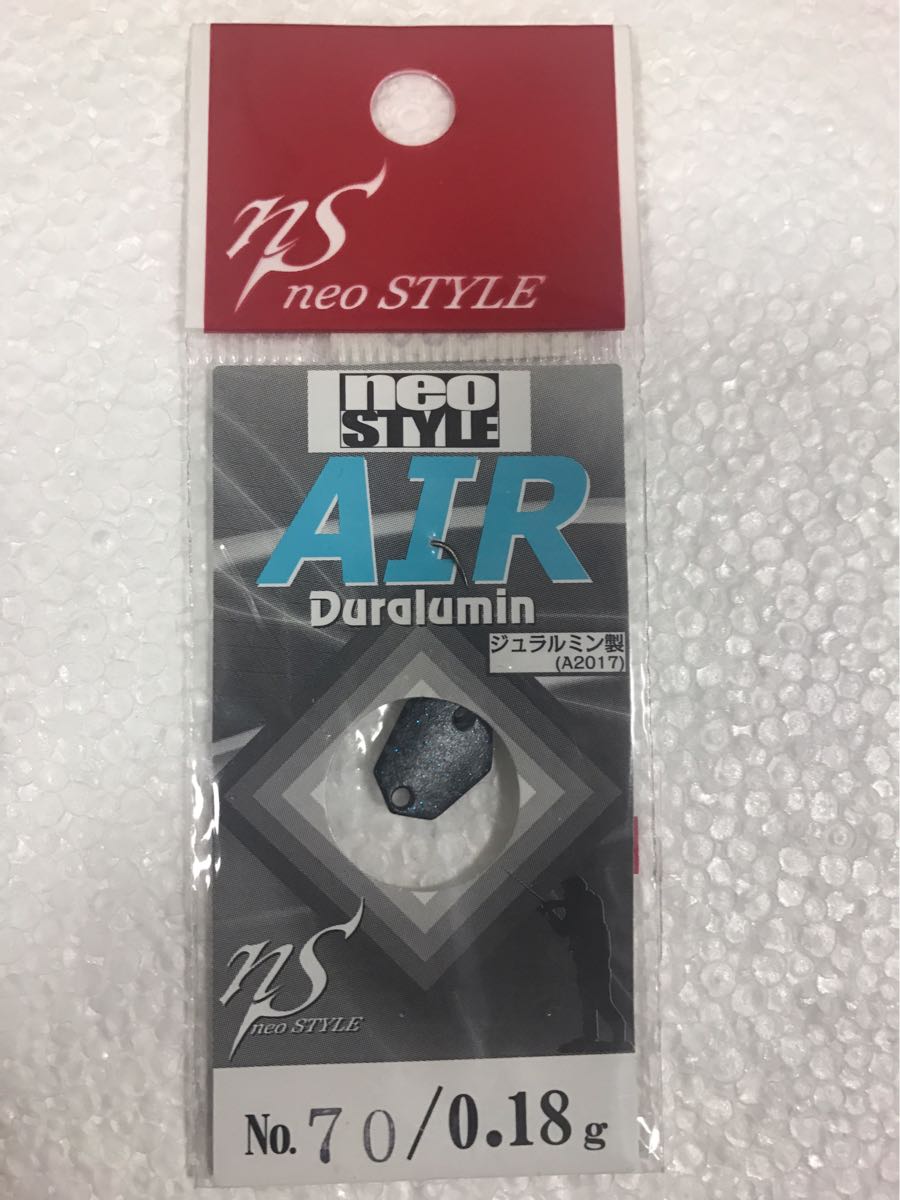 ns
neo STYLE
neo
STYLE
AIR
Duralumin
ジュラルミン製
(A2017)
ns
neo STYLE
No. 70/0.18g